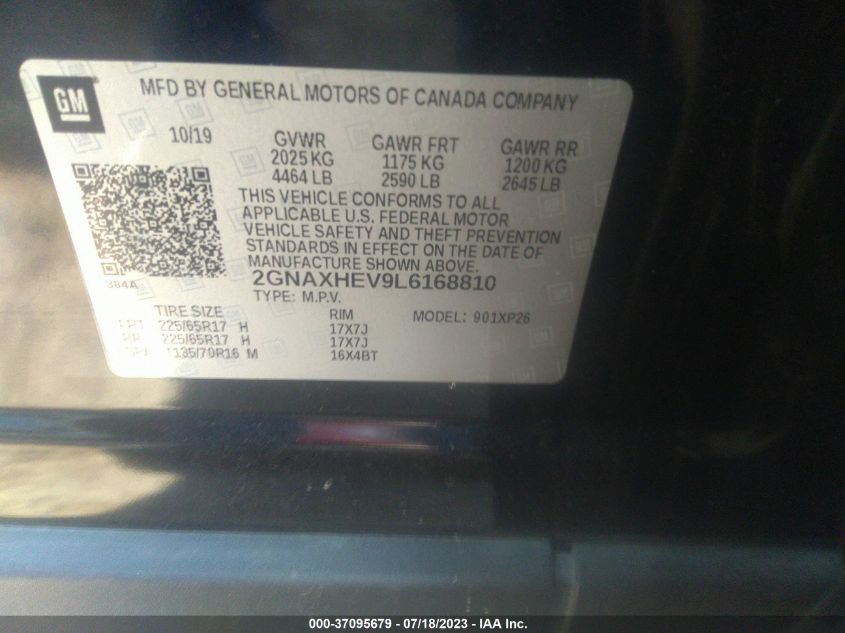 GM
MFD BY GENERAL MOTORS OF CANADA COMPANY
10/19 GVWR GAWR FRT GAWR RR
2025 KG 1175 KG 1200 KG
4464 LB 2590 LB 2645 LB
THIS VEHICLE CONFORMS TO ALL
APPLICABLE U.S. FEDERAL MOTOR
VEHICLE SAFETY AND THEFT PREVENTION
STANDARDS IN EFFECT ON THE DATE OF
MANUFACTURE SHOWN ABOVE.
384A 2GNAXHEV9L6168810
TYPE: M.P.V.
TIRE SIZE RIM MODEL: 901XP26
FRT 225/65R17 H 17X7J
RR 225/65R17 H 17X7J
SPA T135/70R16 M 16X4BT
000-37095679 - 07/18/2023 - IAA Inc.